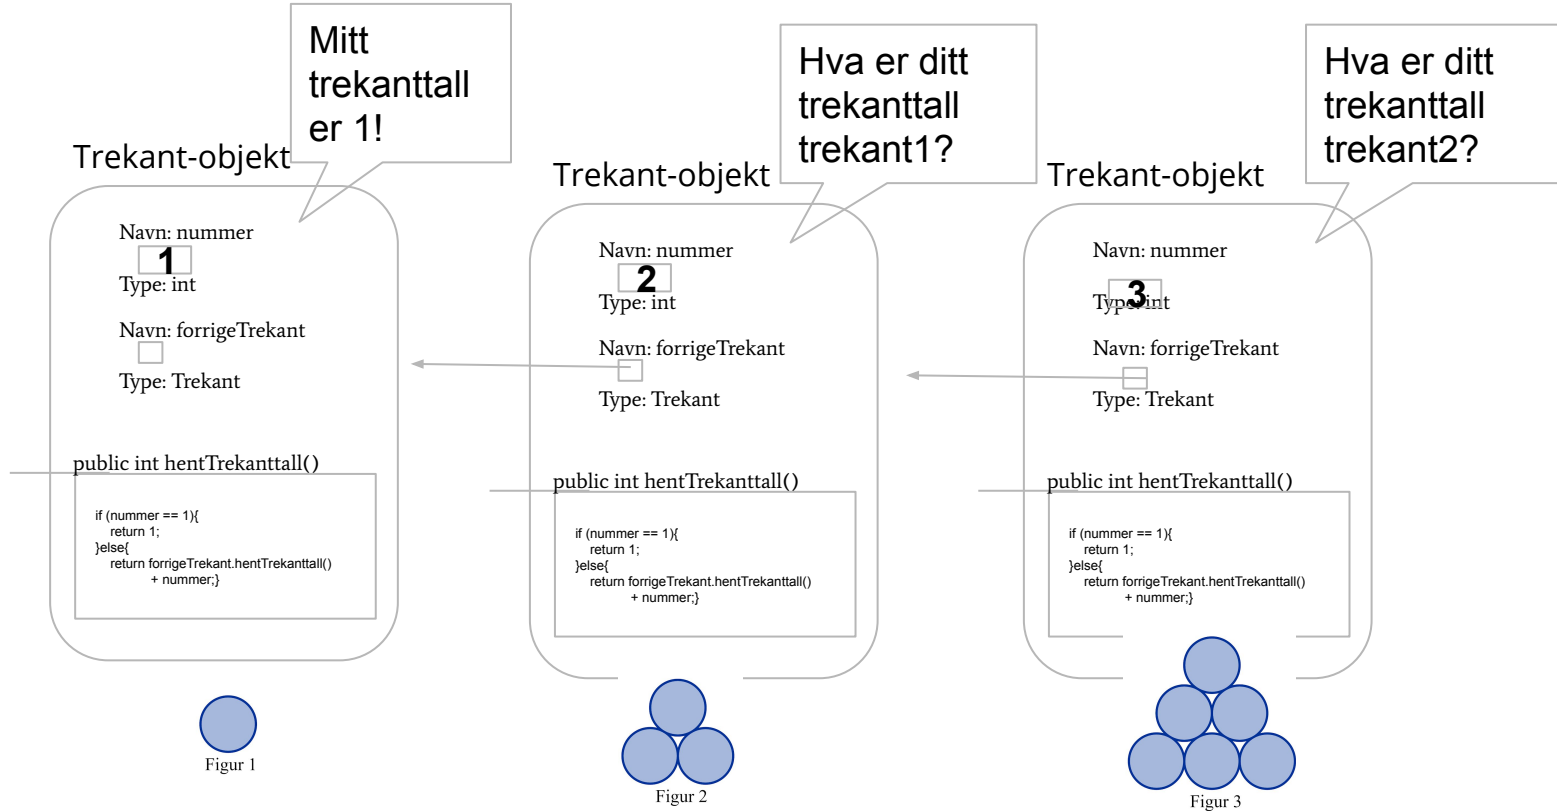 Mitt
trekanttall
er 1!
Trekant-objekt
Navn: nummer
1
Type: int
Navn: forrigeTrekant
Type: Trekant
public int hentTrekanttall()
if (nummer == 1){
return 1;
}else{
return forrigeTrekant.hentTrekanttall()
+ nummer;}
Figur 1
Hva er ditt
trekanttall
trekant1?
Trekant-objekt
Navn: nummer
2
Type: int
Navn: forrigeTrekant
Type: Trekant
public int hentTrekanttall()
if (nummer == 1){
return 1;
}else{
return forrigeTrekant.hentTrekanttall()
+ nummer;}
Figur 2
Hva er ditt
trekanttall
trekant2?
Trekant-objekt
Navn: nummer
3
Type: int
Navn: forrigeTrekant
Type: Trekant
public int hentTrekanttall()
if (nummer == 1){
return 1;
}else{
return forrigeTrekant.hentTrekanttall()
+ nummer;}
Figur 3